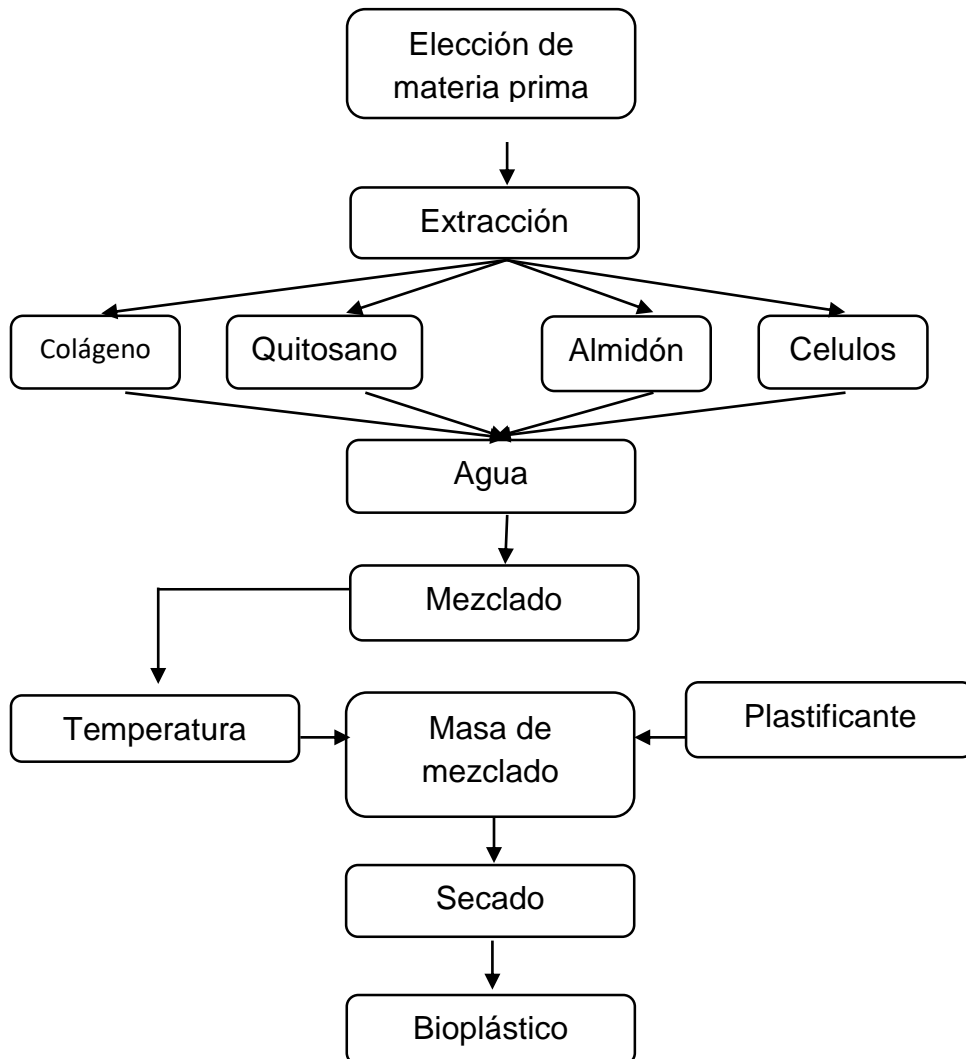 Elección de
materia prima
Extracción
Colágeno
Quitosano
Almidón
Celulos
Agua
Mezclado
Temperatura
Masa de
mezclado
Plastificante
Secado
Bioplástico